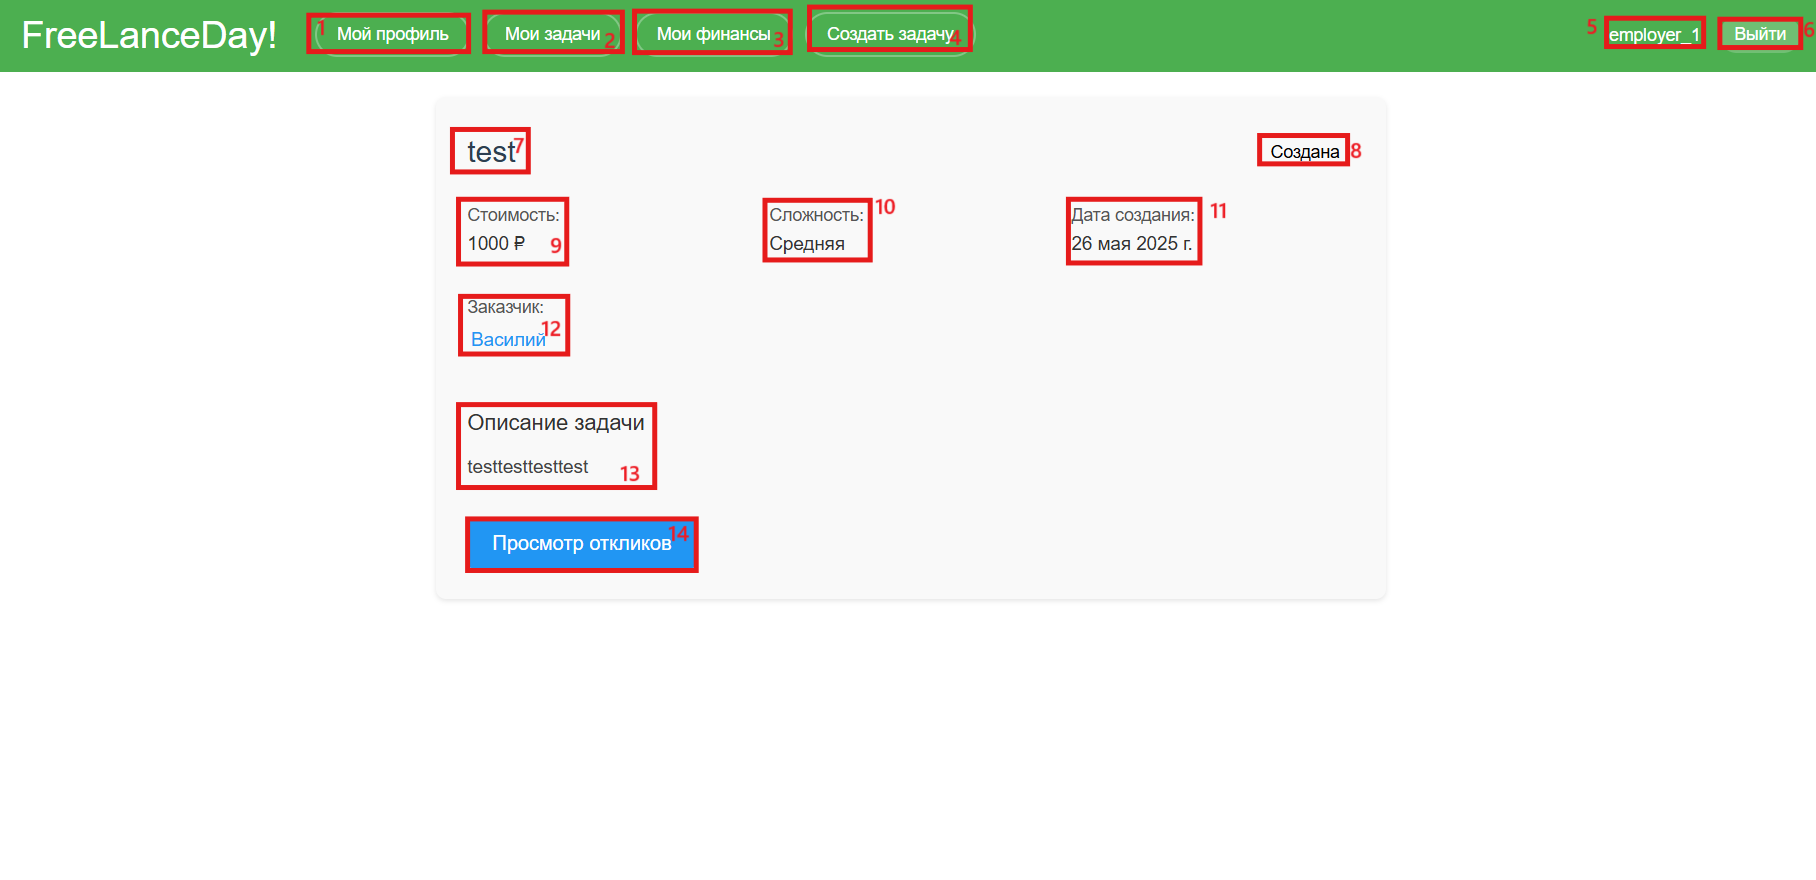 FreeLanceDay!
1 Мой профиль
Мои задачи 2
Мои финансы 3
Создать задачу 4
5 employer_1
Выйти 6
test 7
Создана 8
Стоимость:
1000 ₽ 9
Сложность: 10
Средняя
Дата создания: 11
26 мая 2025 г.
Заказчик:
Василий 12
Описание задачи
testtesttesttest 13
Просмотр откликов 14